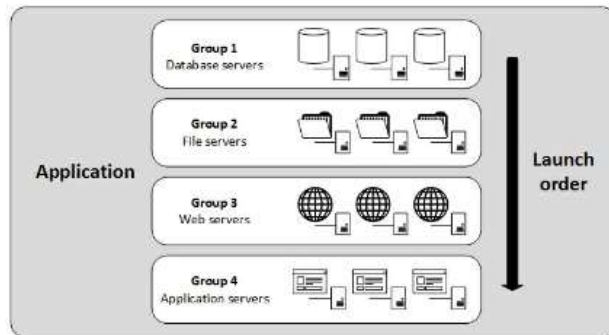 Group 1
Database servers
Group 2
File servers
Application
Launch
order
Group 3
Web servers
Group 4
Application servers